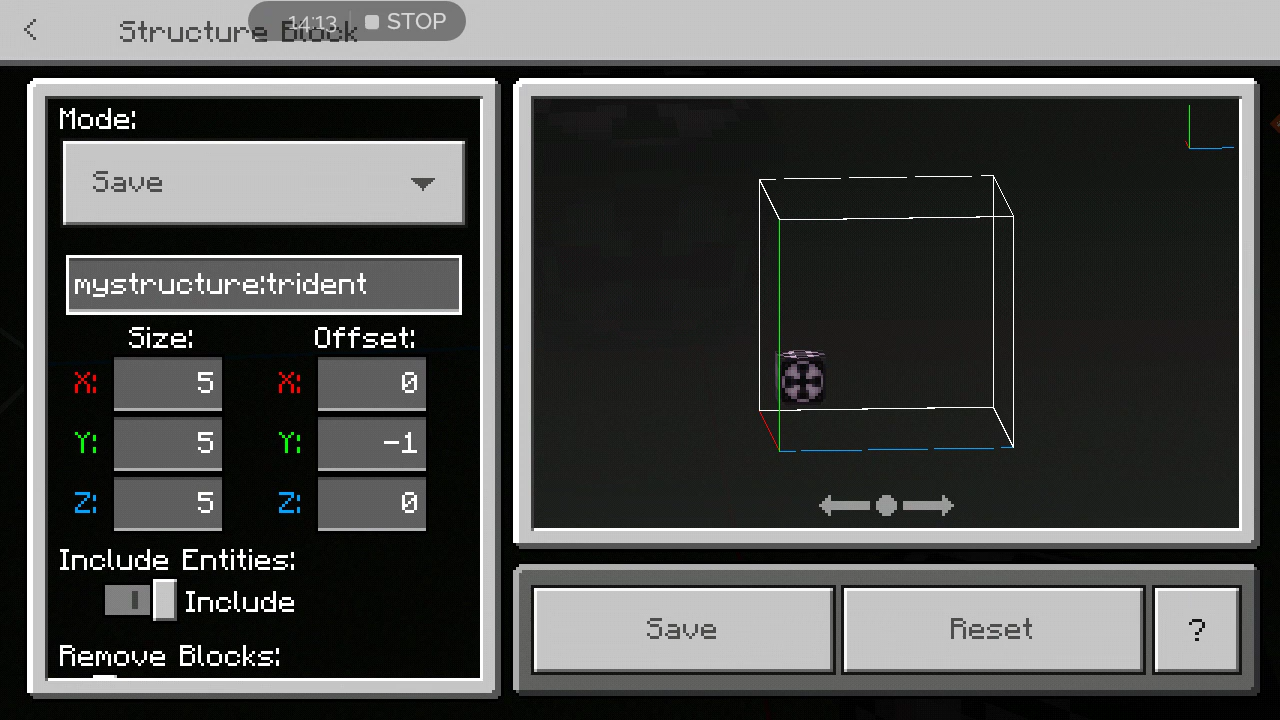 Structure Block
14:13 STOP
Mode:
Save
mystructure:trident
Size: Offset:
X: 5 X: 0
Y: 5 Y: -1
Z: 5 Z: 0
Include Entities:
Include
Remove Blocks:
Save Reset ?